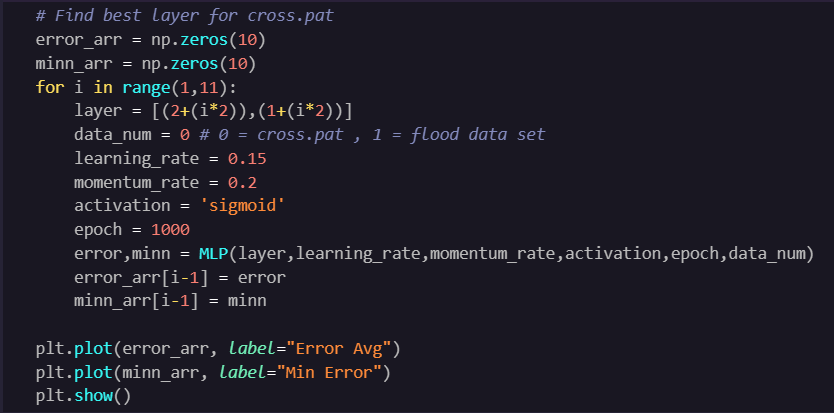 # Find best layer for cross.pat
error_arr = np.zeros(10)
minn_arr = np.zeros(10)
for i in range(1,11):
    layer = [(2+(i*2)),(1+(i*2))]
    data_num = 0 # 0 = cross.pat , 1 = flood data set
    learning_rate = 0.15
    momentum_rate = 0.2
    activation = 'sigmoid'
    epoch = 1000
    error,minn = MLP(layer,learning_rate,momentum_rate,activation,epoch,data_num)
    error_arr[i-1] = error
    minn_arr[i-1] = minn
plt.plot(error_arr, label="Error Avg")
plt.plot(minn_arr, label="Min Error")
plt.show()